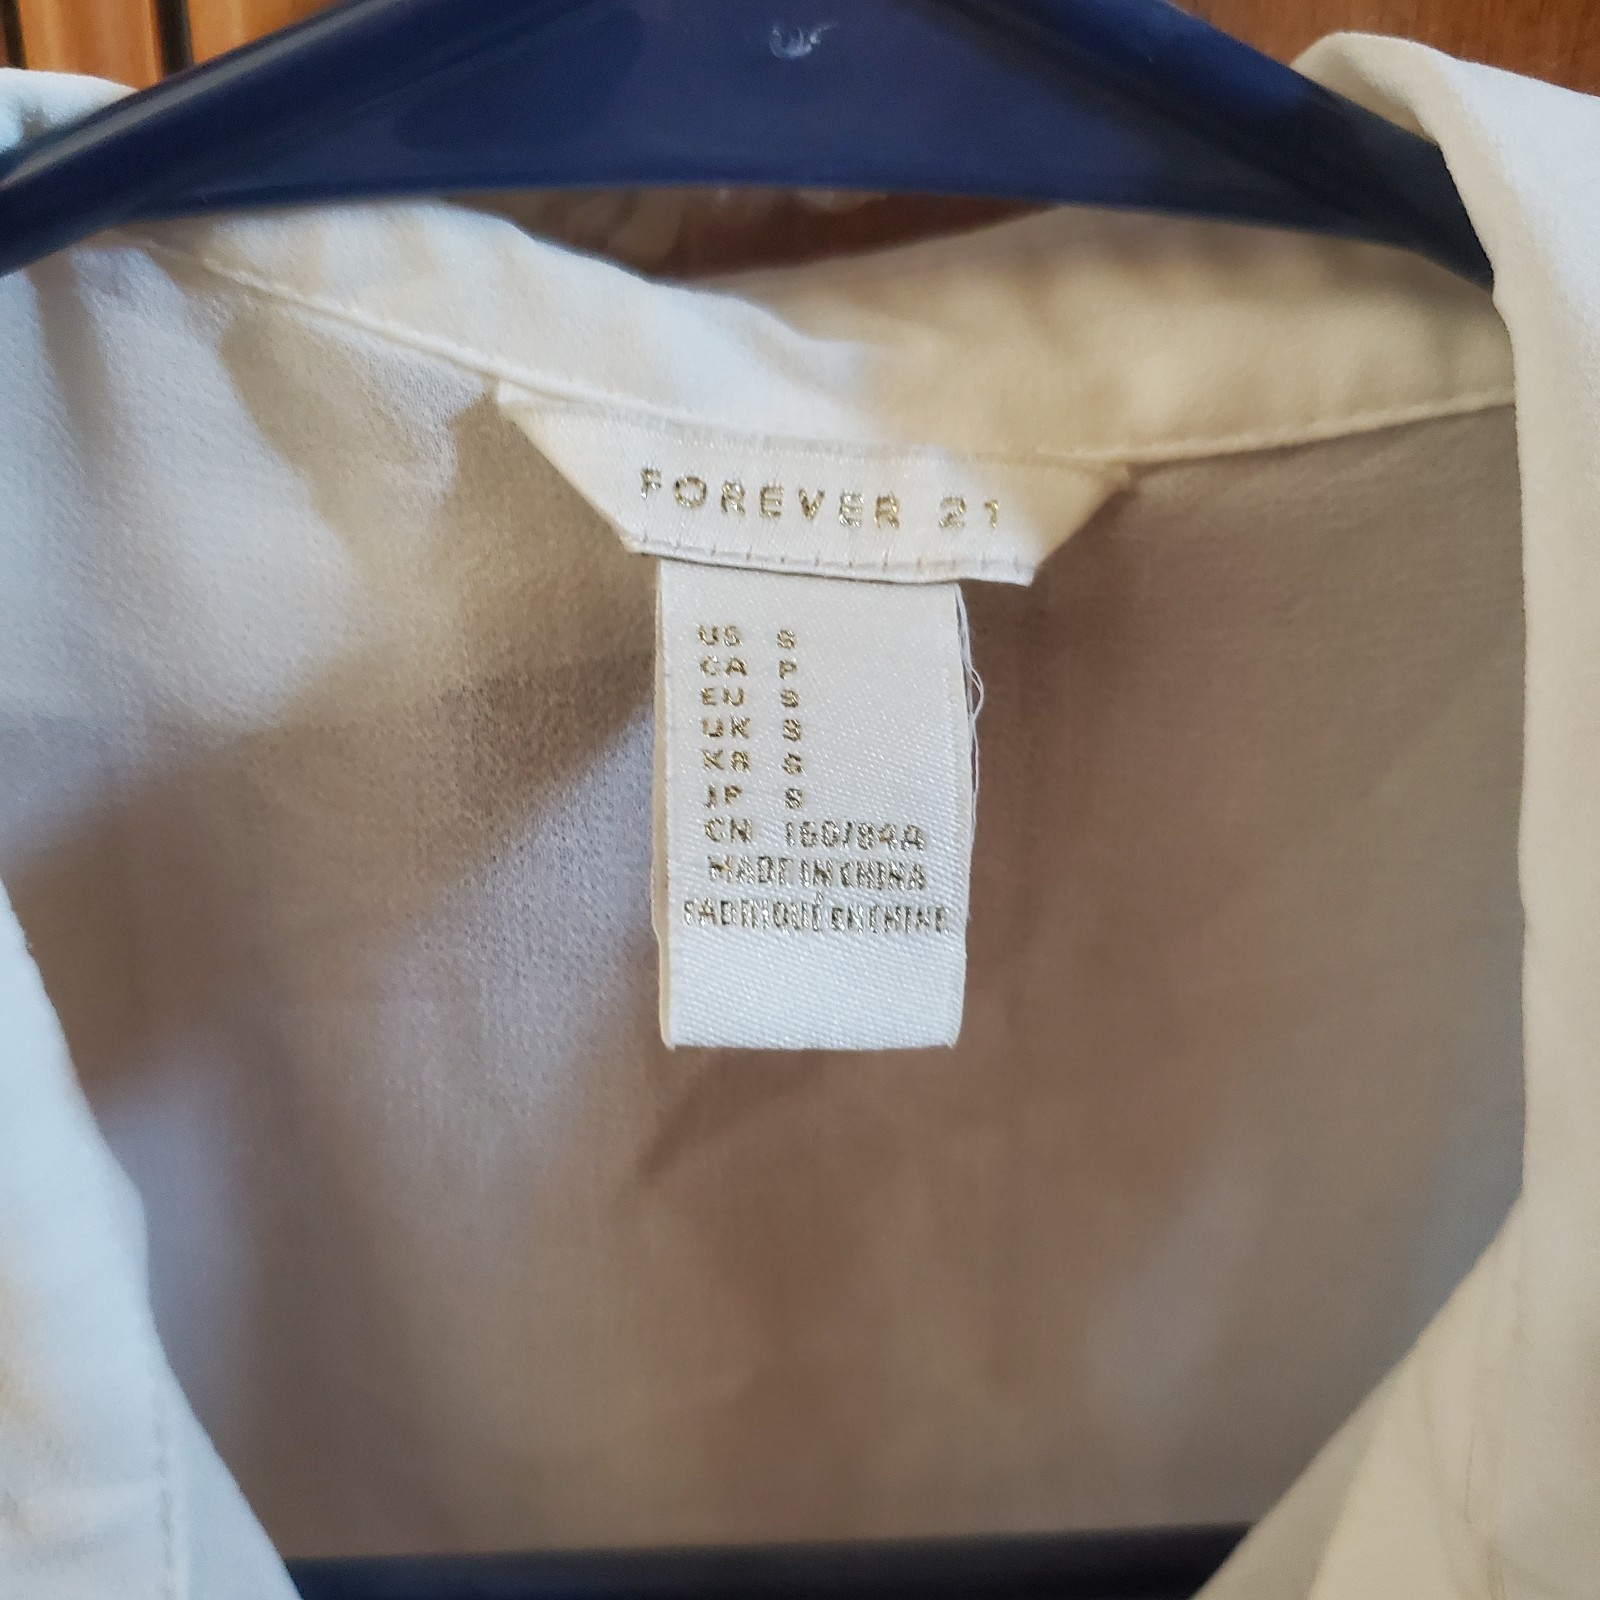 FOREVER 21
US S
CA P
EU S
UK S
KR S
JP S
CN 160/84A
MADE IN CHINA
FABRIQUÉ EN CHINE